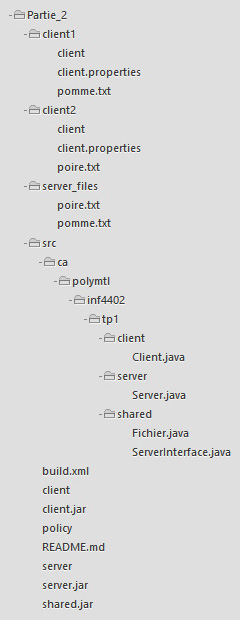 Partie_2
client1
client
client.properties
pomme.txt
client2
client
client.properties
poire.txt
server_files
poire.txt
pomme.txt
src
ca
polymtl
inf4402
tp1
client
Client.java
server
Server.java
shared
Fichier.java
ServerInterface.java
build.xml
client
client.jar
policy
README.md
server
server.jar
shared.jar